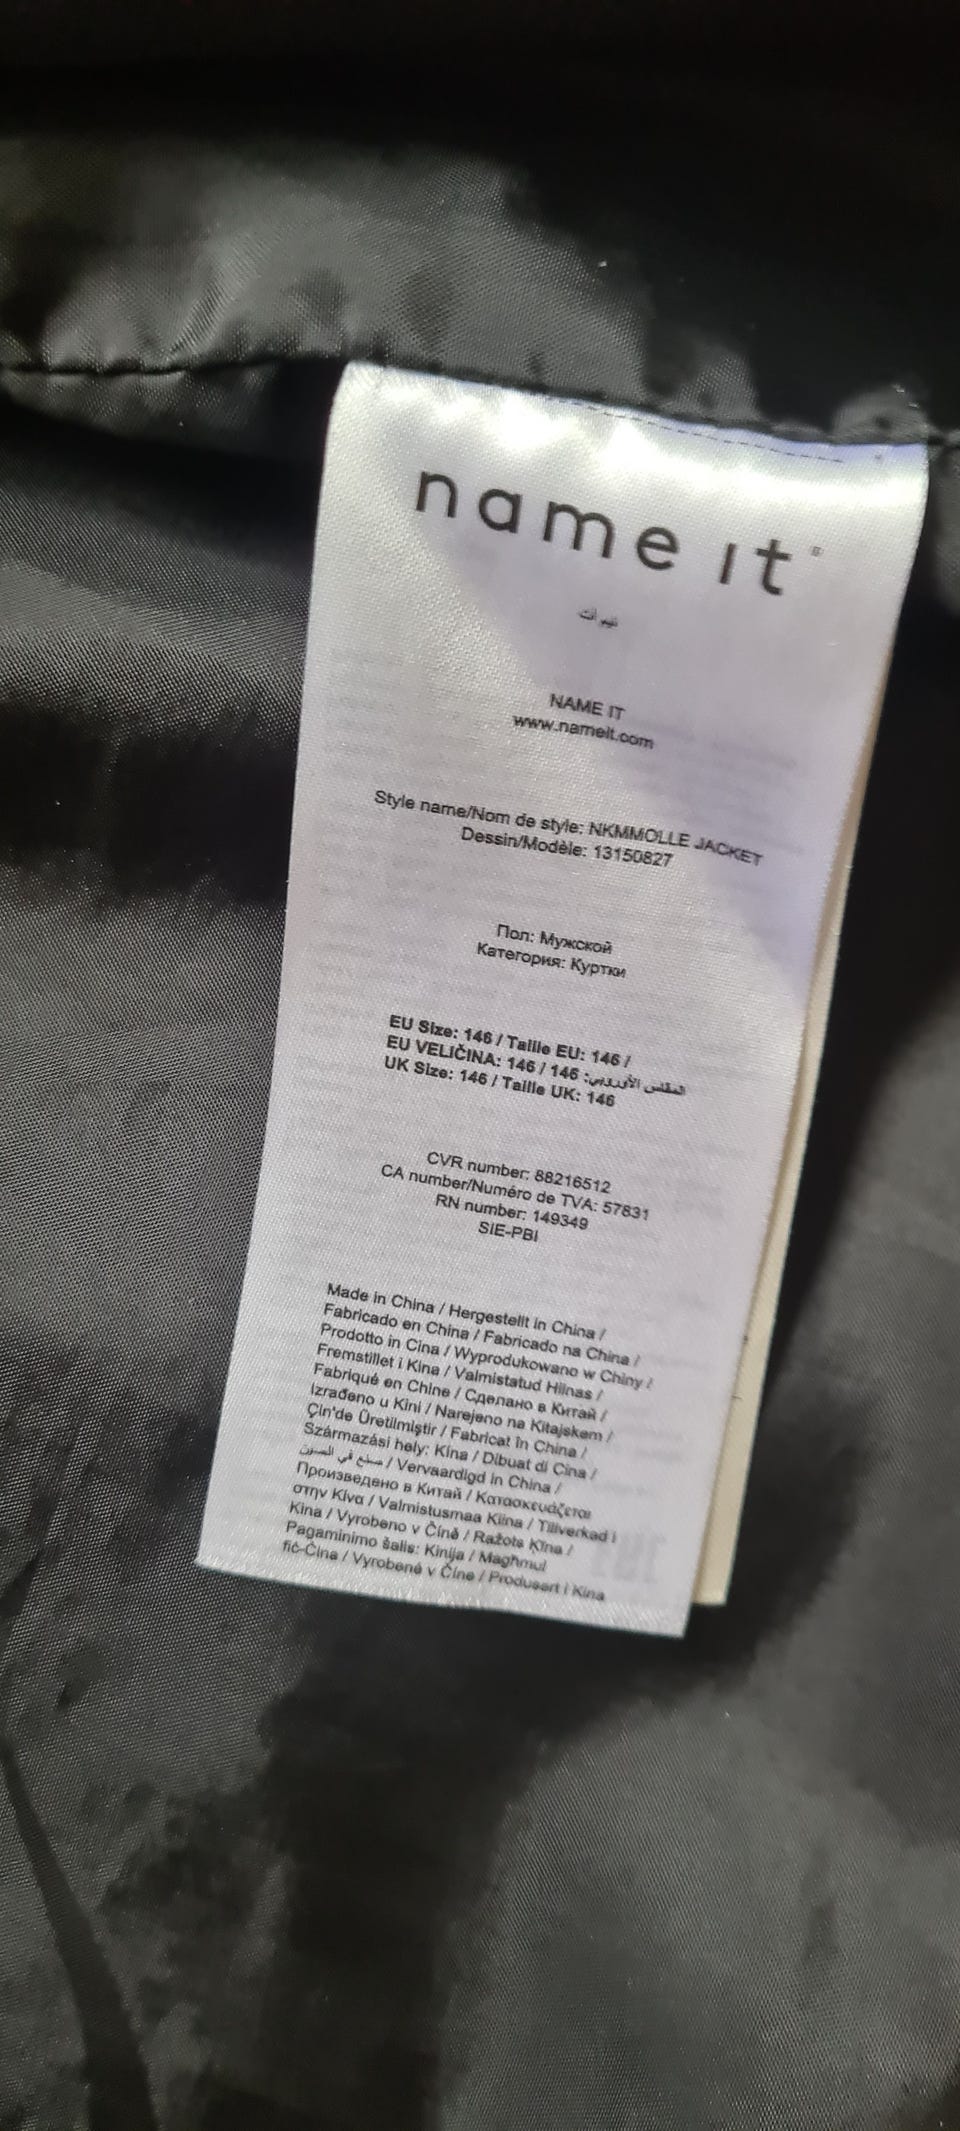 name it®
نيم إت
NAME IT
www.nameit.com
Style name/Nom de style: NKMMOLLE JACKET
Dessin/Modèle: 13150827
Пол: Мужской
Категория: Куртки
EU Size: 146 / Taille EU: 146 /
EU VELIČINA: 146 / 146 :المقاس الأوروبي
UK Size: 146 / Taille UK: 146
CVR number: 88216512
CA number/Numéro de TVA: 57831
RN number: 149349
SIE-PBI
Made in China / Hergestellt in China /
Fabricado en China / Fabricado na China /
Prodotto in Cina / Wyprodukowano w Chiny /
Fremstillet i Kina / Valmistatud Hiinas /
Fabriqué en Chine / Сделано в Китай /
Izrađeno u Kini / Narejeno na Kitajskem /
Çin'de Üretilmiştir / Fabricat în China /
Származási hely: Kína / Dibuat di Cina /
صنع في الصين / Vervaardigd in China /
Произведено в Китай / Κατασκευάζεται
στην Κίνα / Valmistusmaa Kiina / Tillverkad i
Kina / Vyrobeno v Číně / Ražots Ķīna /
Pagaminimo šalis: Kinija / Magħmul
fiċ-Ċina / Vyrobené v Číne / Produsert i Kina